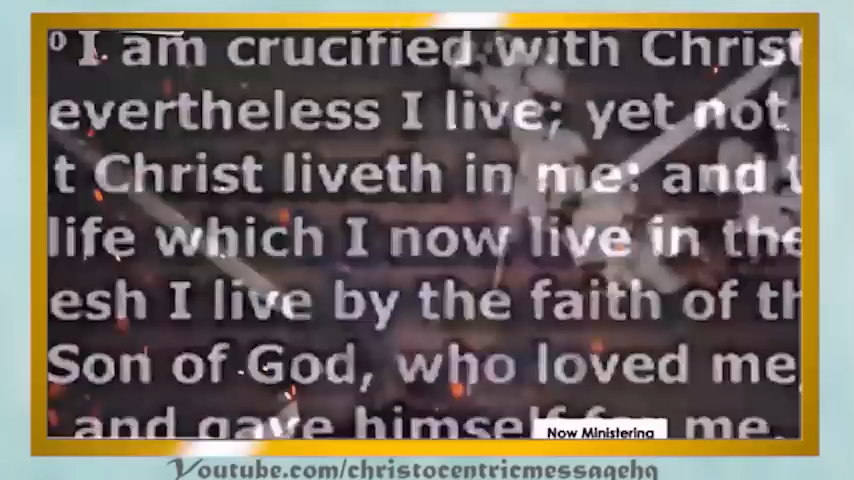 0 I am crucified with Christ
evertheless I live; yet not
t Christ liveth in me: and t
life which I now live in the
esh I live by the faith of th
Son of God, who loved me,
and gave himself for me.
Now Ministering
Youtube.com/christocentricmessagehq